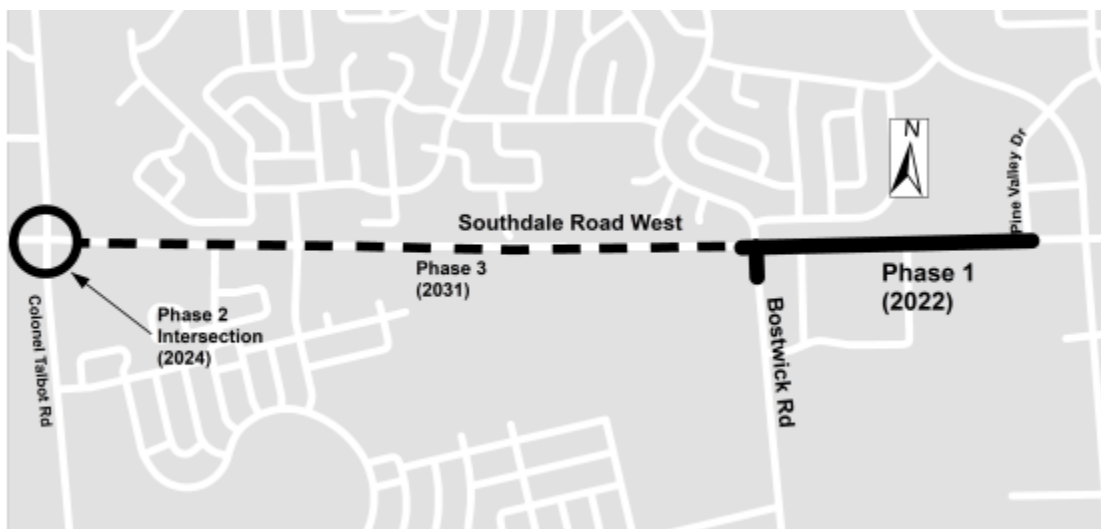 N
Pine Valley Dr
Southdale Road West
Phase 3
(2031)
Phase 1
(2022)
Phase 2
Intersection
(2024)
Colonel Talbot Rd
Bostwick Rd